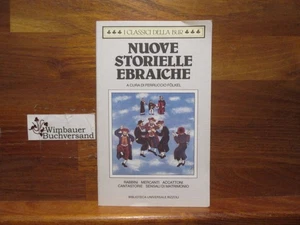 I CLASSICI DELLA BUR
NUOVE
STORIELLE
EBRAICHE
A CURA DI FERRUCCIO FÖLKEL
RABBINI MERCANTI ACCATTONI
CANTASTORIE SENSALI DI MATRIMONIO
BIBLIOTECA UNIVERSALE RIZZOLI
Wimbauer
Buchversand